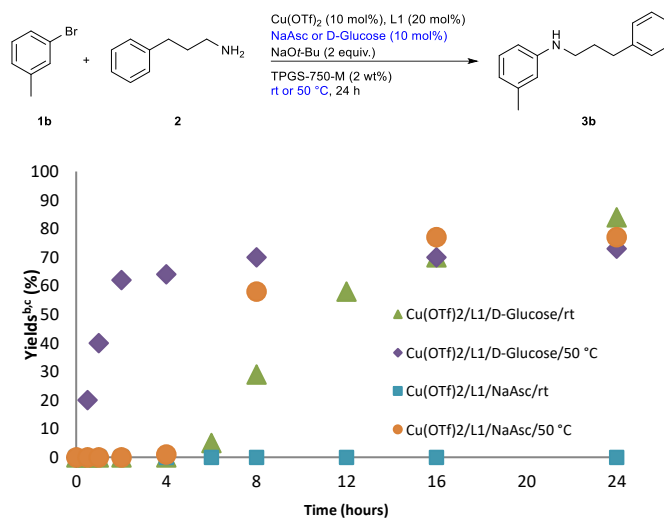 Cu(OTf)₂ (10 mol%), L1 (20 mol%)
NaAsc or D-Glucose (10 mol%)
NaOt-Bu (2 equiv.)
TPGS-750-M (2 wt%)
rt or 50 °C, 24 h
Br
+
NH₂
H
N
1b
2
3b
100
90
80
70
60
50
40
30
20
10
0
Yieldsᵇ,ᶜ (%)
Cu(OTf)2/L1/D-Glucose/rt
Cu(OTf)2/L1/D-Glucose/50 °C
Cu(OTf)2/L1/NaAsc/rt
Cu(OTf)2/L1/NaAsc/50 °C
0 4 8 12 16 20 24
Time (hours)